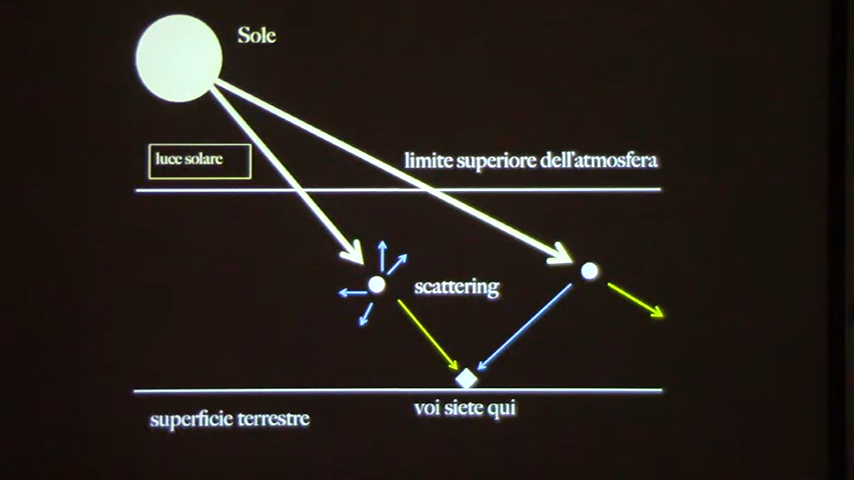 Sole
luce solare
limite superiore dell'atmosfera
scattering
voi siete qui
superficie terrestre